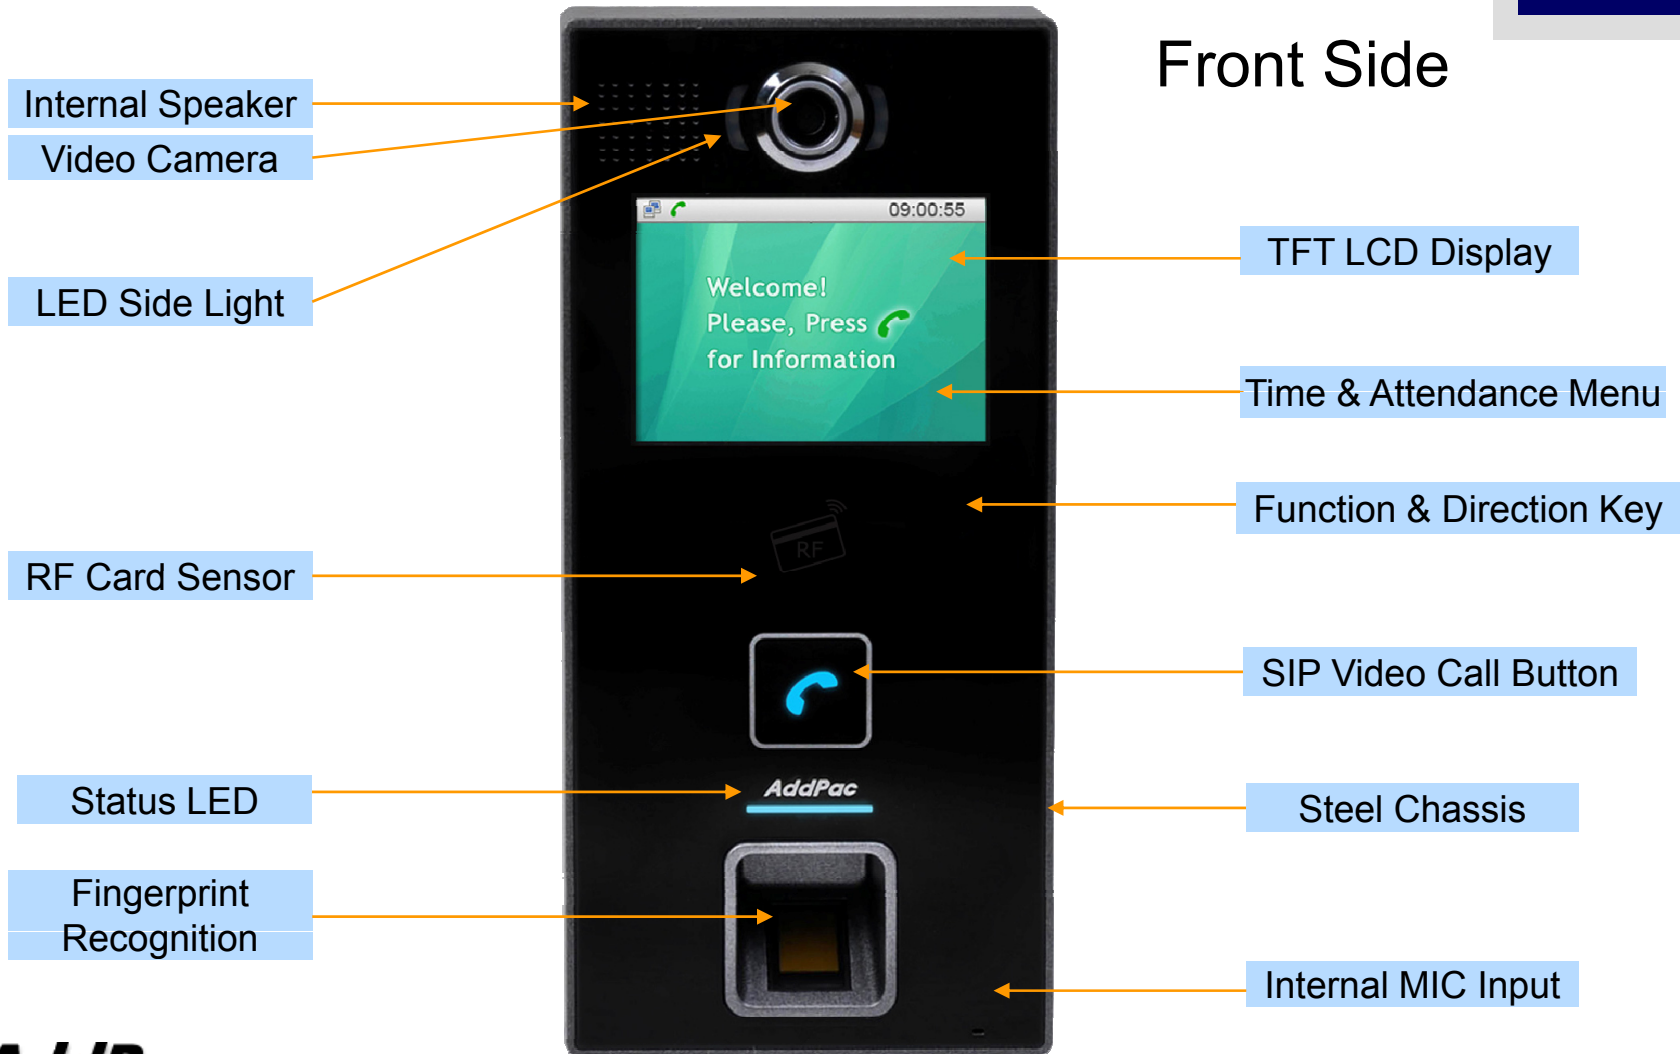 Front Side
Internal Speaker
Video Camera
LED Side Light
RF Card Sensor
Status LED
Fingerprint
Recognition
09:00:55
Welcome!
Please, Press
for Information
RF
AddPac
TFT LCD Display
Time & Attendance Menu
Function & Direction Key
SIP Video Call Button
Steel Chassis
Internal MIC Input